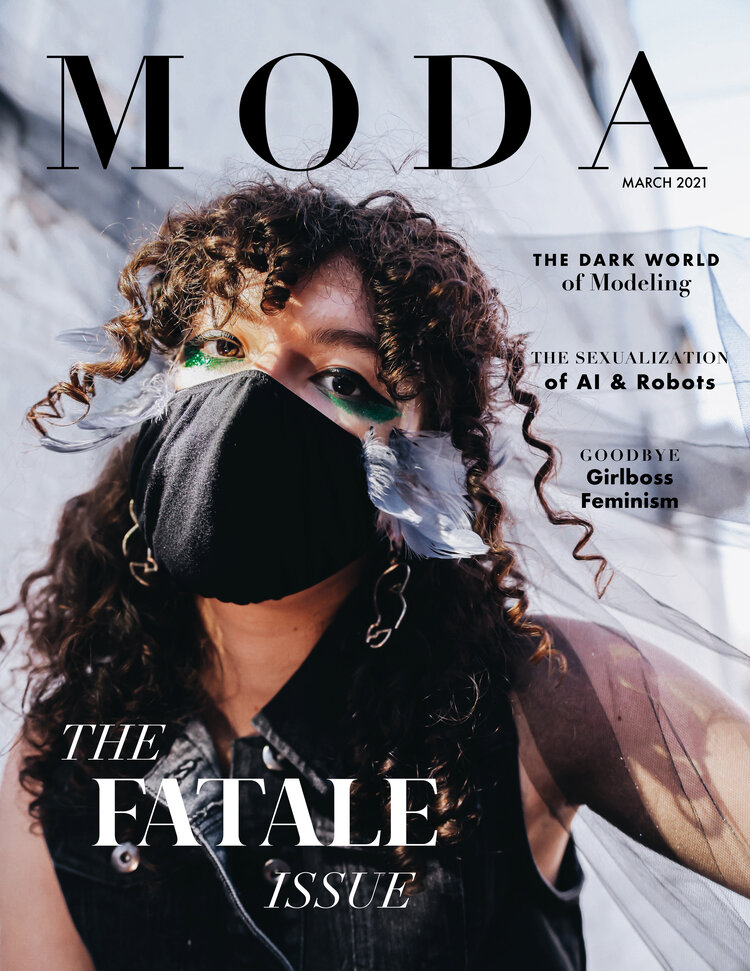 MODA
MARCH 2021
THE DARK WORLD
of Modeling
THE SEXUALIZATION
of AI & Robots
GOODBYE
Girlboss
Feminism
THE
FATALE
ISSUE